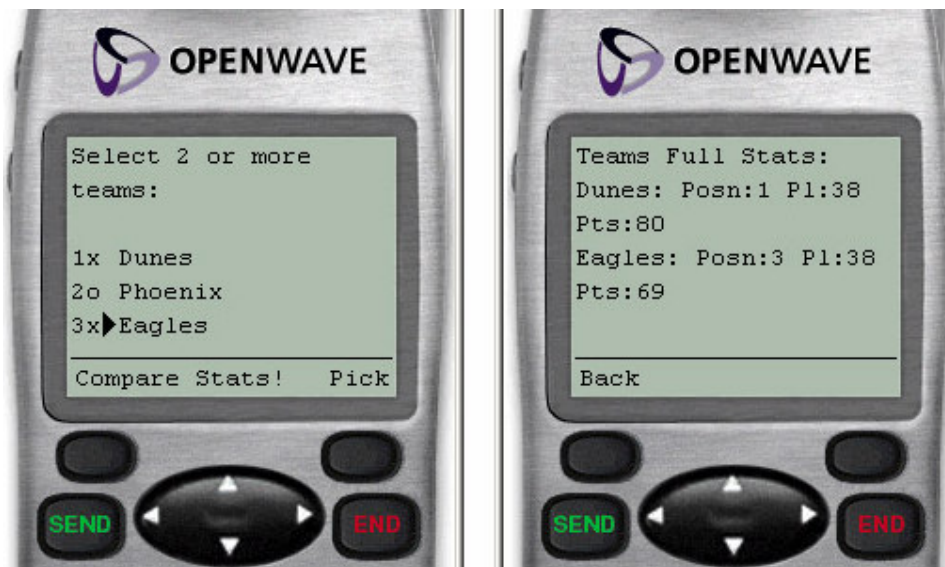 OPENWAVE
Select 2 or more
teams:
1x Dunes
2o Phoenix
3x▶Eagles
Compare Stats! Pick
SEND END
OPENWAVE
Teams Full Stats:
Dunes: Posn:1 Pl:38
Pts:80
Eagles: Posn:3 Pl:38
Pts:69
Back
SEND END